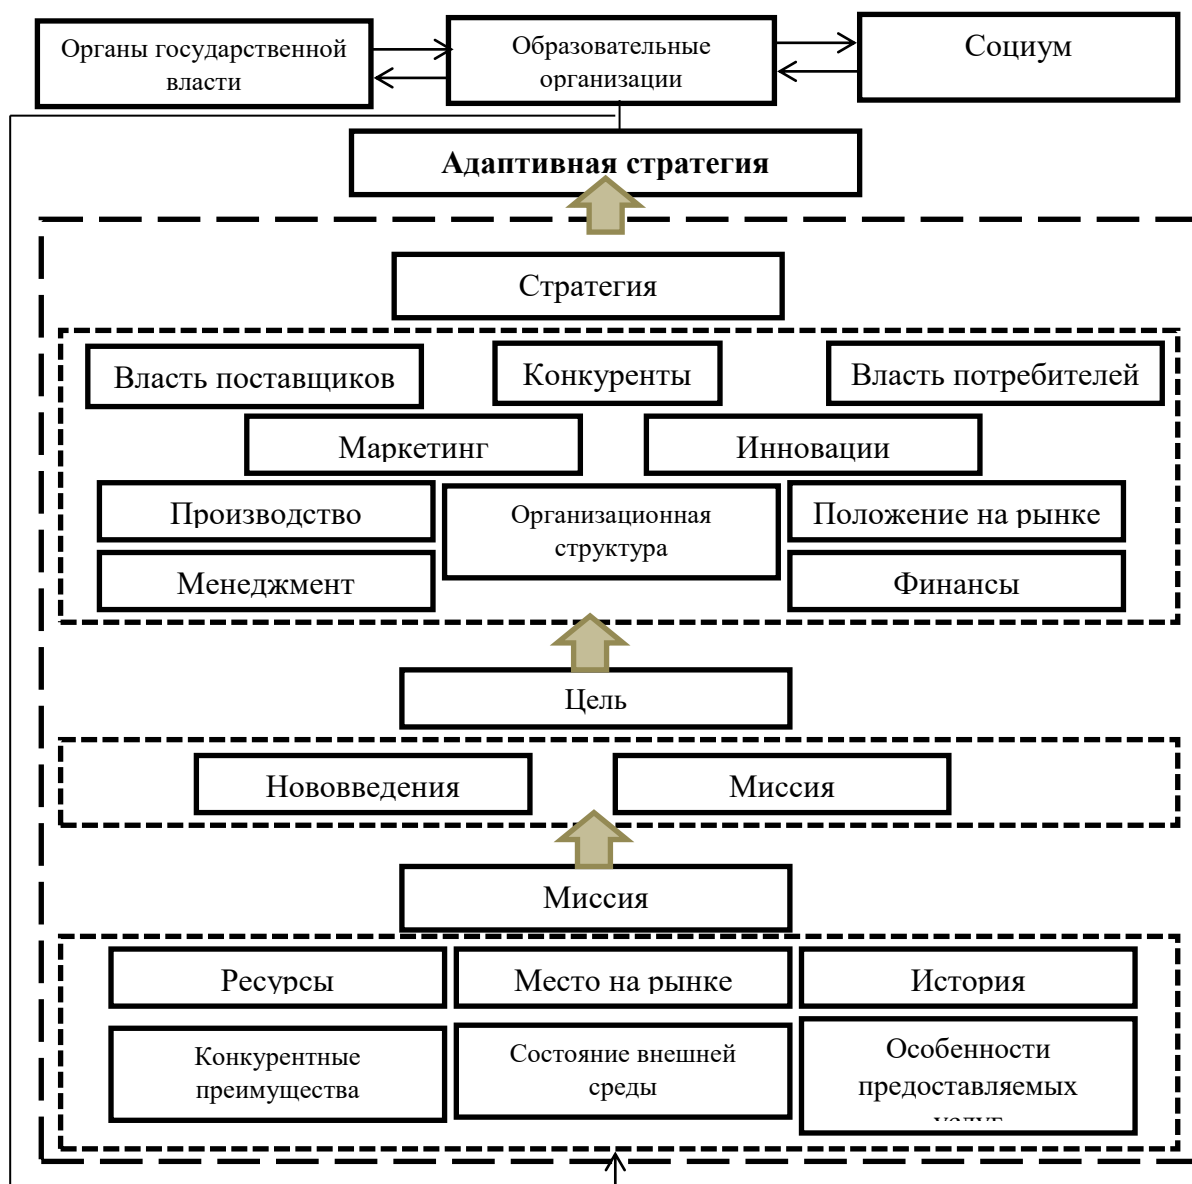 Органы государственной
власти
Образовательные
организации
Социум
Адаптивная стратегия
Стратегия
Власть поставщиков
Конкуренты
Власть потребителей
Маркетинг
Инновации
Производство
Организационная
структура
Положение на рынке
Менеджмент
Финансы
Цель
Нововведения
Миссия
Миссия
Ресурсы
Место на рынке
История
Конкурентные
преимущества
Состояние внешней
среды
Особенности
предоставляемых
услуг